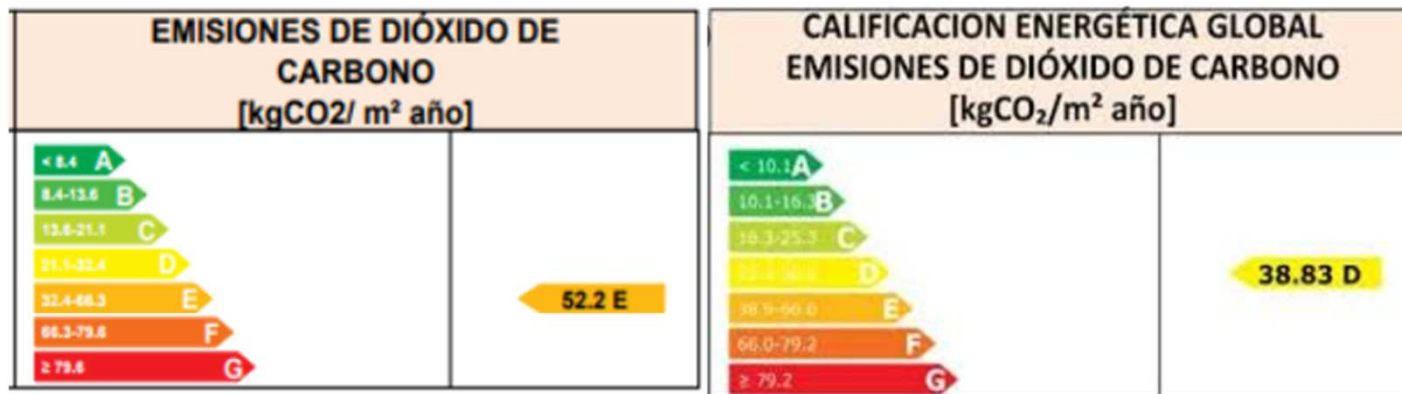 EMISIONES DE DIÓXIDO DE
CARBONO
[kgCO2/ m² año]
< 8.4 A
8.4-13.6 B
13.6-21.1 C
21.1-32.4 D
32.4-66.3 E
66.3-79.6 F
≥ 79.6 G
52.2 E
CALIFICACION ENERGÉTICA GLOBAL
EMISIONES DE DIÓXIDO DE CARBONO
[kgCO₂/m² año]
< 10.1 A
10.1-16.3 B
16.3-25.3 C
D
38.9-66.0 E
66.0-79.2 F
≥ 79.2 G
38.83 D